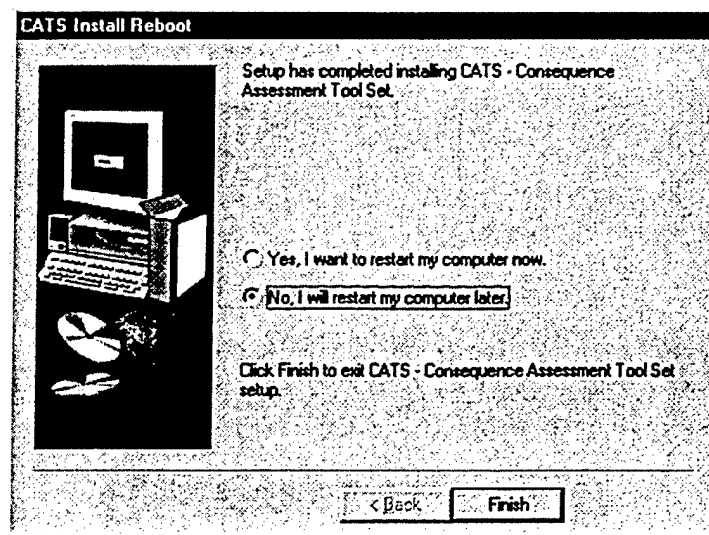 CATS Install Reboot
Setup has completed installing CATS - Consequence
Assessment Tool Set.
Yes, I want to restart my computer now.
No, I will restart my computer later.
Click Finish to exit CATS - Consequence Assessment Tool Set
setup.
< Back Finish